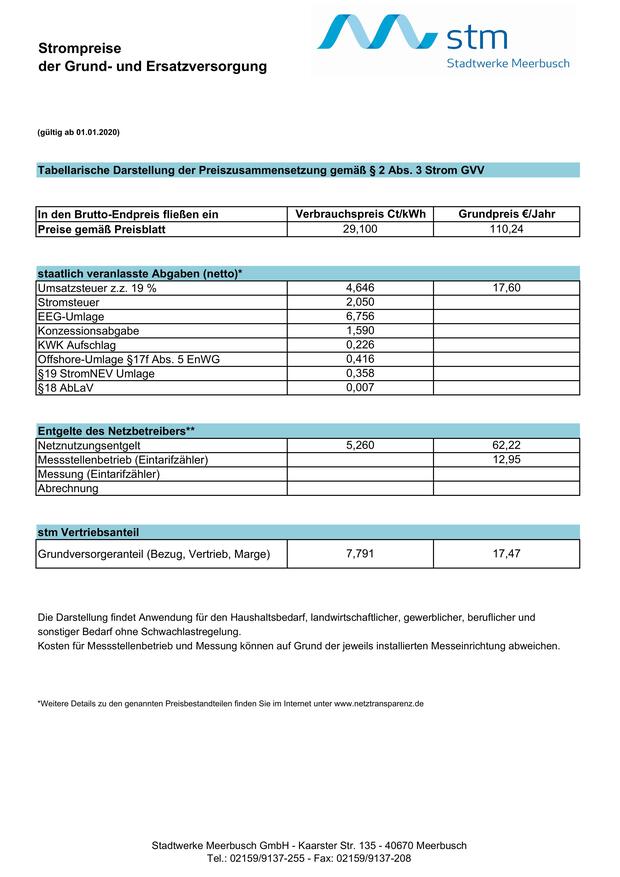 Strompreise
der Grund- und Ersatzversorgung
stm
Stadtwerke Meerbusch
(gültig ab 01.01.2020)
Tabellarische Darstellung der Preiszusammensetzung gemäß § 2 Abs. 3 Strom GVV
In den Brutto-Endpreis fließen ein Verbrauchspreis Ct/kWh Grundpreis €/Jahr
Preise gemäß Preisblatt 29,100 110,24
staatlich veranlasste Abgaben (netto)*
Umsatzsteuer z.z. 19 % 4,646 17,60
Stromsteuer 2,050
EEG-Umlage 6,756
Konzessionsabgabe 1,590
KWK Aufschlag 0,226
Offshore-Umlage §17f Abs. 5 EnWG 0,416
§19 StromNEV Umlage 0,358
§18 AbLaV 0,007
Entgelte des Netzbetreibers**
Netznutzungsentgelt 5,260 62,22
Messstellenbetrieb (Eintarifzähler) 12,95
Messung (Eintarifzähler)
Abrechnung
stm Vertriebsanteil
Grundversorgeranteil (Bezug, Vertrieb, Marge) 7,791 17,47
Die Darstellung findet Anwendung für den Haushaltsbedarf, landwirtschaftlicher, gewerblicher, beruflicher und
sonstiger Bedarf ohne Schwachlastregelung.
Kosten für Messstellenbetrieb und Messung können auf Grund der jeweils installierten Messeinrichtung abweichen.
*Weitere Details zu den genannten Preisbestandteilen finden Sie im Internet unter www.netztransparenz.de
Stadtwerke Meerbusch GmbH - Kaarster Str. 135 - 40670 Meerbusch
Tel.: 02159/9137-255 - Fax: 02159/9137-208